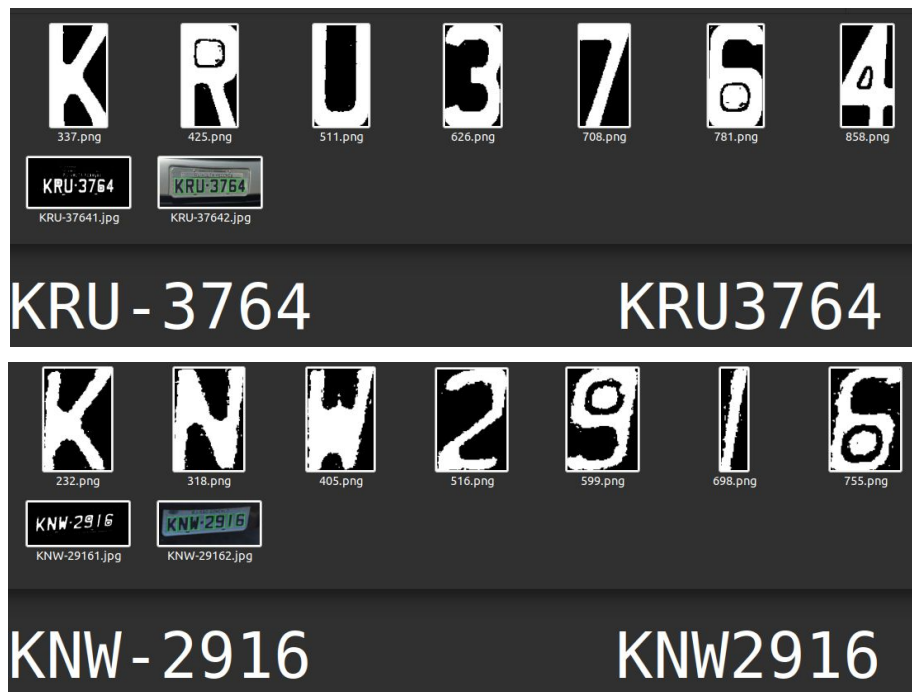 K R U 3 7 6 4
337.png 425.png 511.png 626.png 708.png 781.png 858.png
KRU·3764 KRU·3764
KRU-37641.jpg KRU-37642.jpg
KRU-3764 KRU3764
K N W 2 9 1 6
232.png 318.png 405.png 516.png 599.png 698.png 755.png
KNW·2916 KNW·2916
KNW-29161.jpg KNW-29162.jpg
KNW-2916 KNW2916